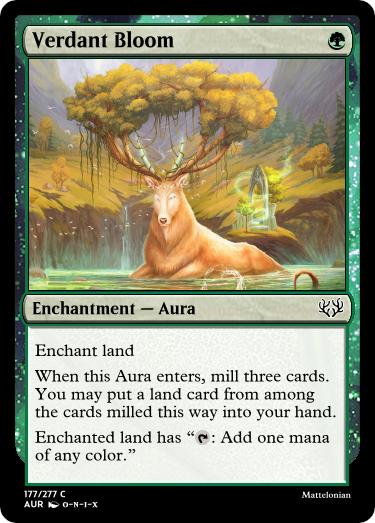 Verdant Bloom
Enchantment — Aura
Enchant land
When this Aura enters, mill three cards.
You may put a land card from among
the cards milled this way into your hand.
Enchanted land has “: Add one mana
of any color.”
177/277 C
AUR O-N-I-X
Mattelonian